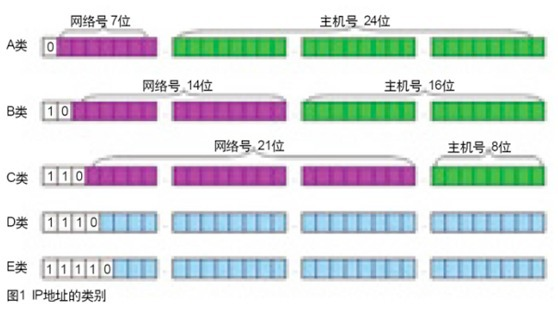 网络号 7位 主机号 24位
A类 0
网络号 14位 主机号 16位
B类 1 0
网络号 21位 主机号 8位
C类 1 1 0
D类 1 1 1 0
E类 1 1 1 1 0
图1 IP地址的类别